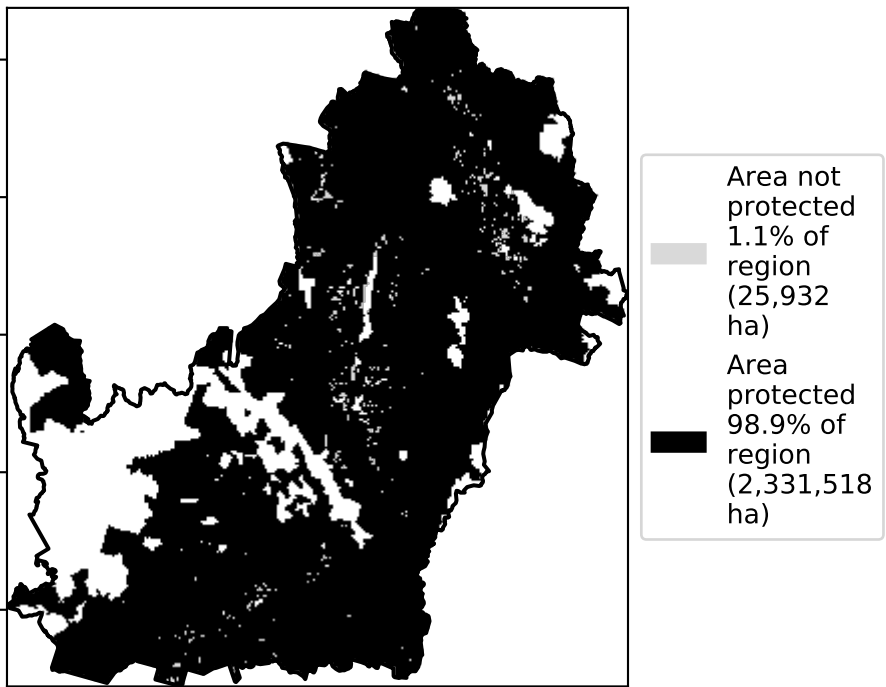 Area not
protected
1.1% of
region
(25,932
ha)
Area
protected
98.9% of
region
(2,331,518
ha)